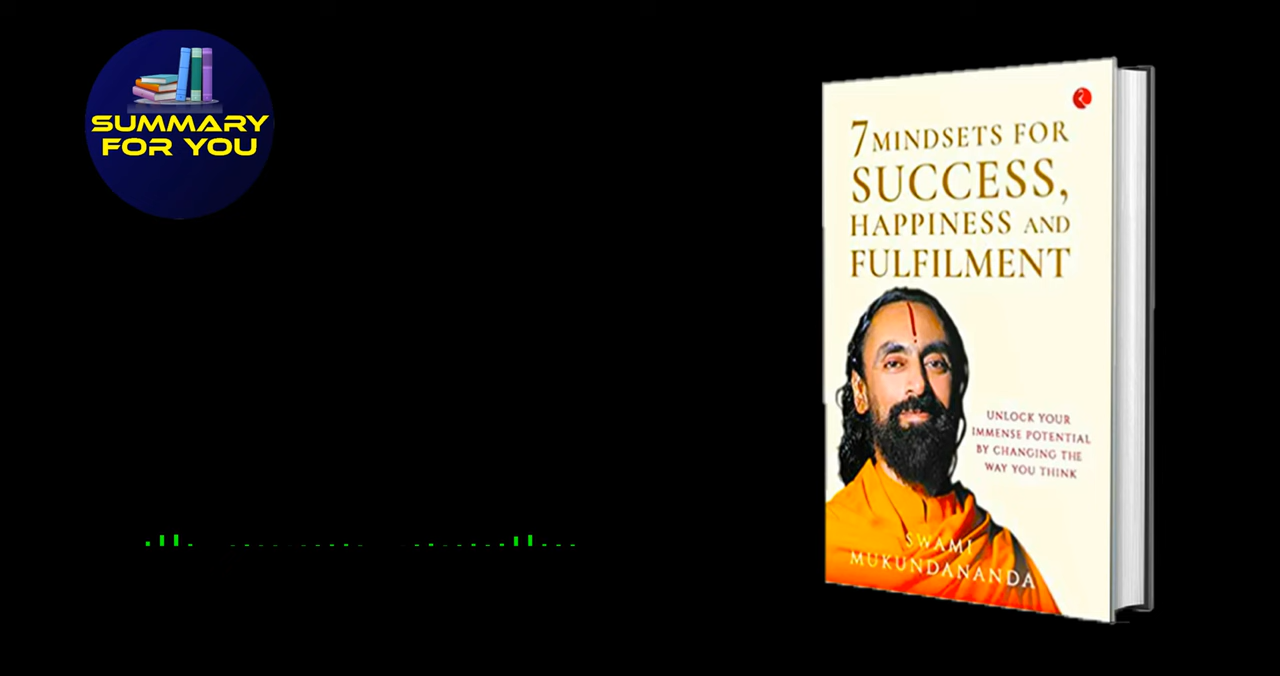 SUMMARY
FOR YOU
7 MINDSETS FOR
SUCCESS,
HAPPINESS AND
FULFILMENT
UNLOCK YOUR
IMMENSE POTENTIAL
BY CHANGING THE
WAY YOU THINK
SWAMI
MUKUNDANANDA